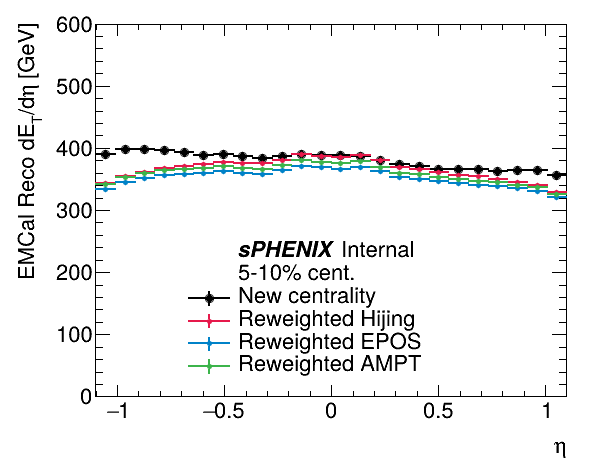 600
500
400
300
200
100
0
EMCal Reco dE_T/dη [GeV]
sPHENIX Internal
5-10% cent.
New centrality
Reweighted Hijing
Reweighted EPOS
Reweighted AMPT
−1 −0.5 0 0.5 1
η